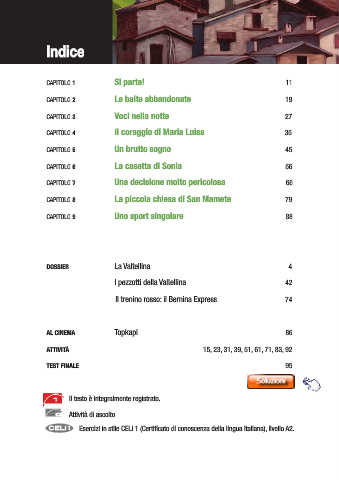 Indice
CAPITOLO 1 Si parte! 11
CAPITOLO 2 La baita abbandonata 19
CAPITOLO 3 Voci nella notte 27
CAPITOLO 4 Il coraggio di Maria Luisa 35
CAPITOLO 5 Un brutto sogno 45
CAPITOLO 6 La casetta di Sonia 56
CAPITOLO 7 Una decisione molto pericolosa 66
CAPITOLO 8 La piccola chiesa di San Mamete 79
CAPITOLO 9 Uno sport singolare 88
DOSSIER La Valtellina 4
I pezzotti della Valtellina 42
Il trenino rosso: il Bernina Express 74
AL CINEMA Topkapi 86
ATTIVITÀ 15, 23, 31, 39, 51, 61, 71, 83, 92
TEST FINALE 95
Soluzioni
1 Il testo è integralmente registrato.
Attività di ascolto
CELI 1 Esercizi in stile CELI 1 (Certificato di conoscenza della lingua italiana), livello A2.